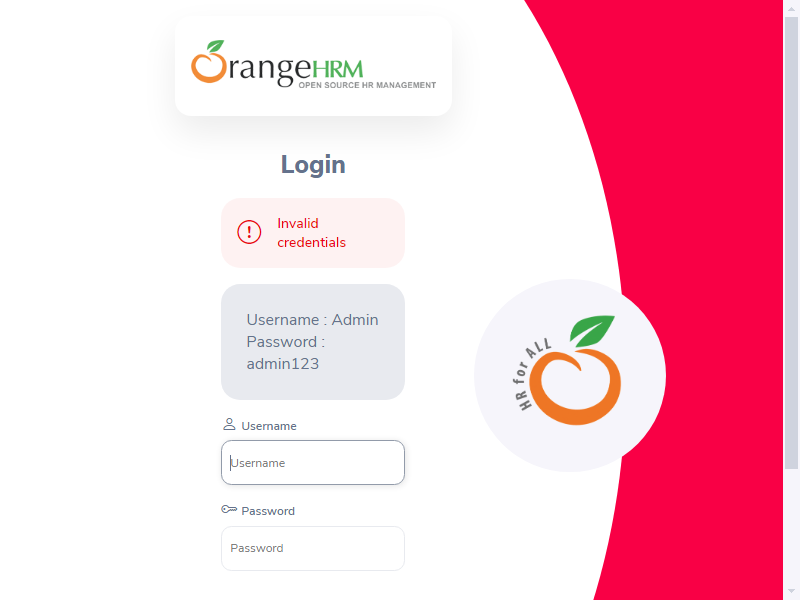 OrangeHRM
OPEN SOURCE HR MANAGEMENT
Login
Invalid
credentials
Username : Admin
Password :
admin123
Username
Username
Password
Password
HR for ALL